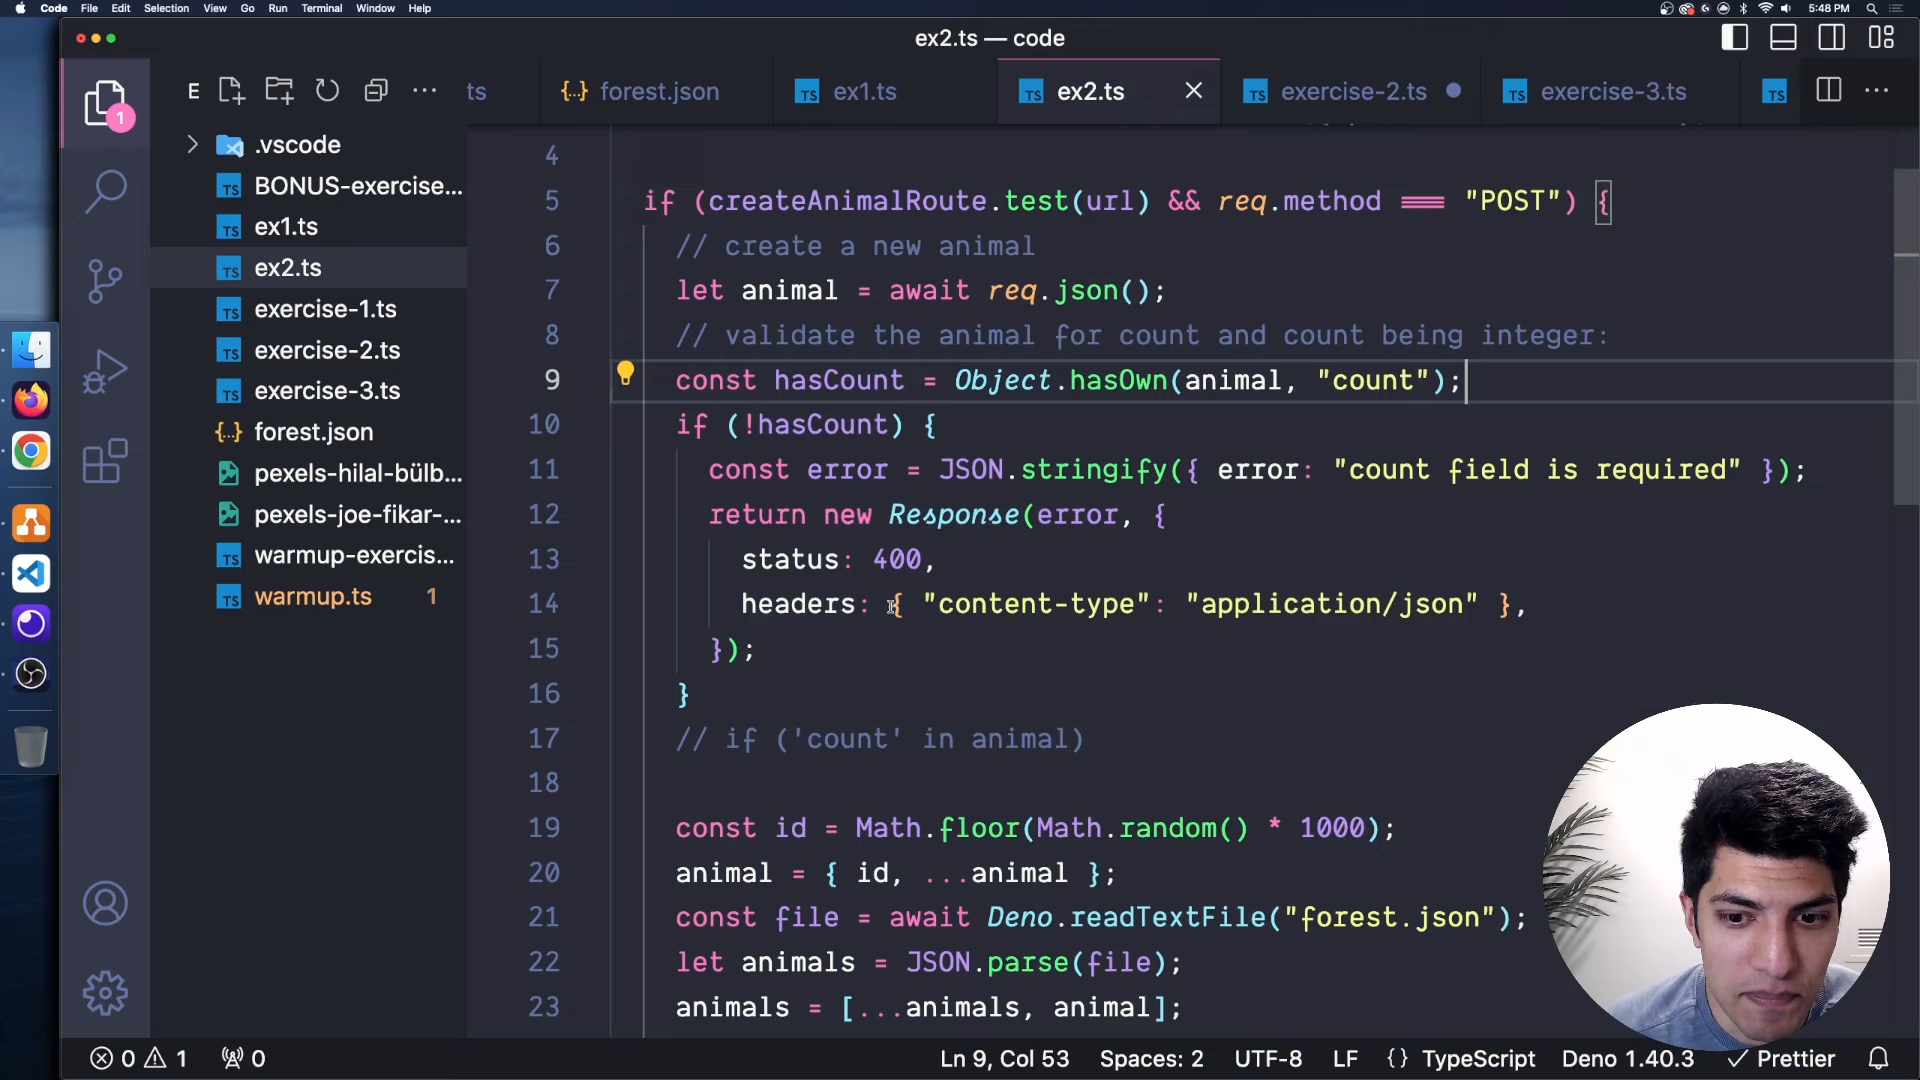 Code File Edit Selection View Go Run Terminal Window Help 5:48 PM
ex2.ts — code
E ts forest.json ex1.ts ex2.ts exercise-2.ts exercise-3.ts TS
1
.vscode
BONUS-exercise...
ex1.ts
ex2.ts
exercise-1.ts
exercise-2.ts
exercise-3.ts
forest.json
pexels-hilal-bülb...
pexels-joe-fikar-...
warmup-exercis...
warmup.ts 1
4
5 if (createAnimalRoute.test(url) && req.method === "POST") {
6 // create a new animal
7 let animal = await req.json();
8 // validate the animal for count and count being integer:
9 const hasCount = Object.hasOwn(animal, "count");
10 if (!hasCount) {
11 const error = JSON.stringify({ error: "count field is required" });
12 return new Response(error, {
13 status: 400,
14 headers: { "content-type": "application/json" },
15 });
16 }
17 // if ('count' in animal)
18
19 const id = Math.floor(Math.random() * 1000);
20 animal = { id, ...animal };
21 const file = await Deno.readTextFile("forest.json");
22 let animals = JSON.parse(file);
23 animals = [...animals, animal];
0 1 0 Ln 9, Col 53 Spaces: 2 UTF-8 LF {} TypeScript Deno 1.40.3 Prettier